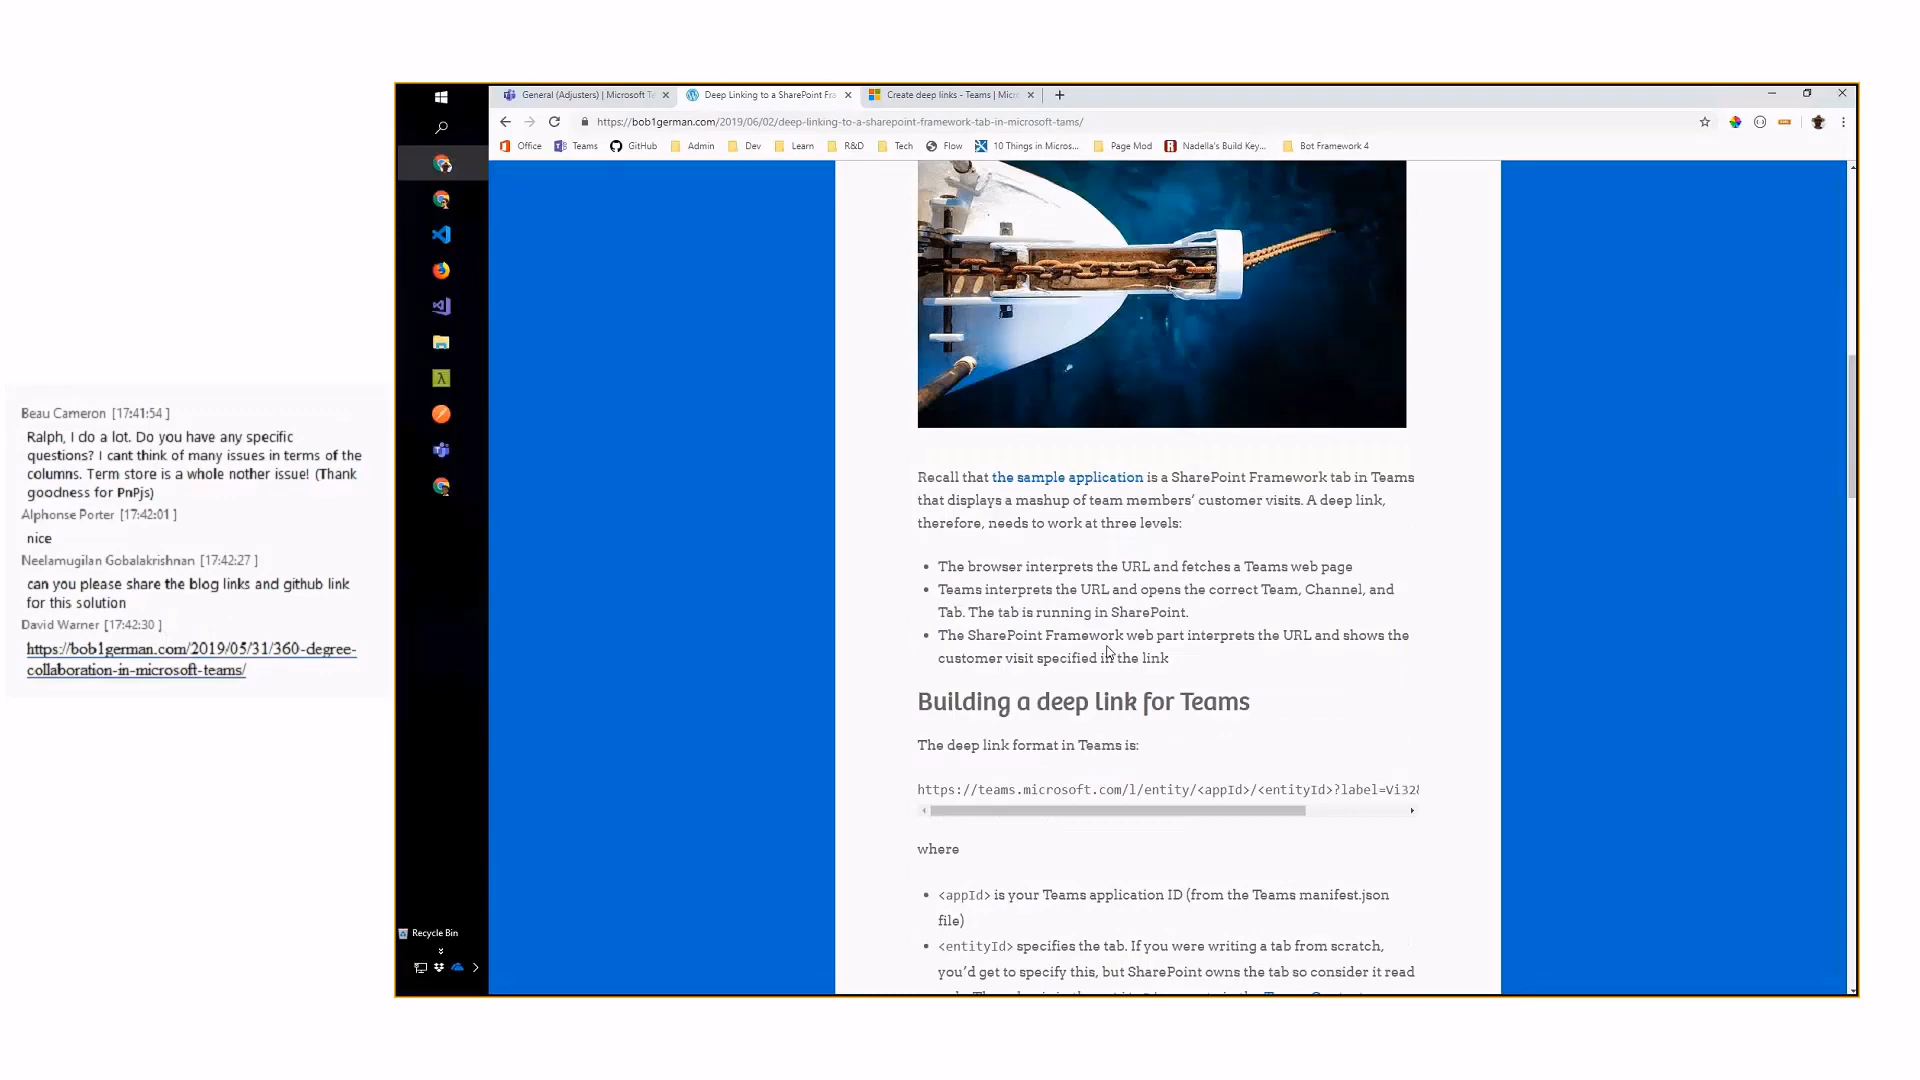 General (Adjusters) | Microsoft Te
Deep Linking to a SharePoint Fra
Create deep links - Teams | Micro
https://bob1german.com/2019/06/02/deep-linking-to-a-sharepoint-framework-tab-in-microsoft-tams/
Office Teams GitHub Admin Dev Learn R&D Tech Flow 10 Things in Micros... Page Mod Nadella's Build Key... Bot Framework 4
Beau Cameron [17:41:54 ]
Ralph, I do a lot. Do you have any specific
questions? I cant think of many issues in terms of the
columns. Term store is a whole nother issue! (Thank
goodness for PnPjs)
Alphonse Porter [17:42:01 ]
nice
Neelamugilan Gobalakrishnan [17:42:27 ]
can you please share the blog links and github link
for this solution
David Warner [17:42:30 ]
https://bob1german.com/2019/05/31/360-degree-
collaboration-in-microsoft-teams/
Recycle Bin
Recall that the sample application is a SharePoint Framework tab in Teams
that displays a mashup of team members’ customer visits. A deep link,
therefore, needs to work at three levels:
• The browser interprets the URL and fetches a Teams web page
• Teams interprets the URL and opens the correct Team, Channel, and
Tab. The tab is running in SharePoint.
• The SharePoint Framework web part interprets the URL and shows the
customer visit specified in the link
Building a deep link for Teams
The deep link format in Teams is:
https://teams.microsoft.com/l/entity/<appId>/<entityId>?label=Vi32&
where
• <appId> is your Teams application ID (from the Teams manifest.json
file)
• <entityId> specifies the tab. If you were writing a tab from scratch,
you’d get to specify this, but SharePoint owns the tab so consider it read